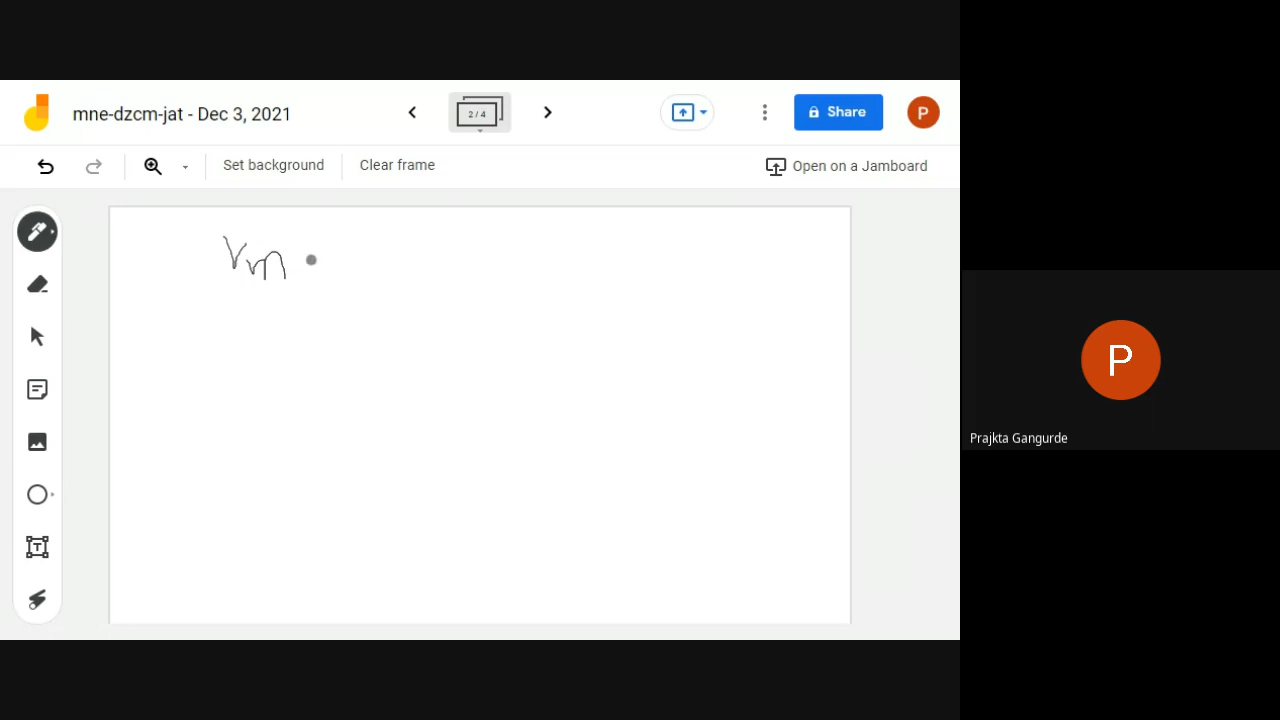 mne-dzcm-jat - Dec 3, 2021
2 / 4
Share
P
Set background
Clear frame
Open on a Jamboard
Vm
T
P
Prajkta Gangurde